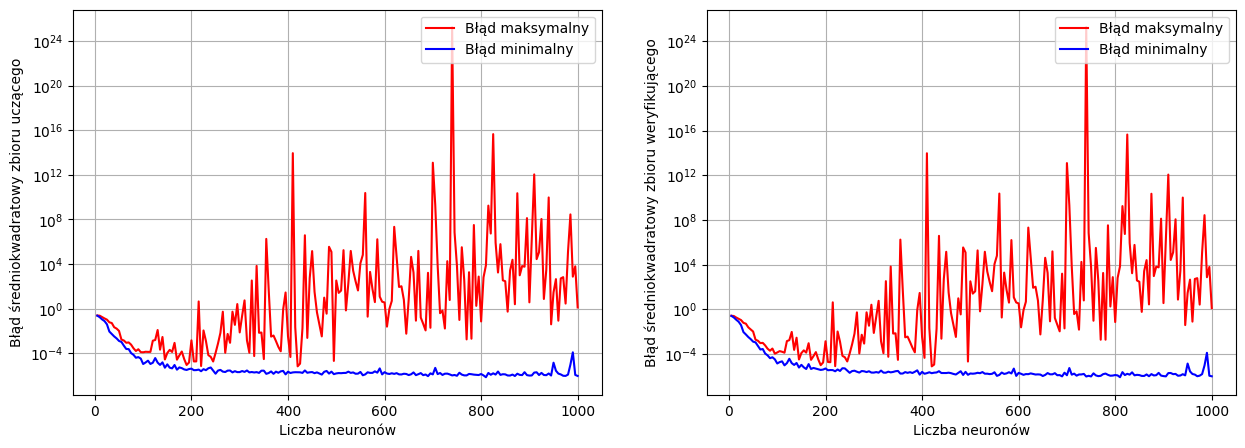 Błąd średniokwadratowy zbioru uczącego
10^24
10^20
10^16
10^12
10^8
10^4
10^0
10^−4
Błąd maksymalny
Błąd minimalny
0 200 400 600 800 1000
Liczba neuronów
Błąd średniokwadratowy zbioru weryfikującego
10^24
10^20
10^16
10^12
10^8
10^4
10^0
10^−4
Błąd maksymalny
Błąd minimalny
0 200 400 600 800 1000
Liczba neuronów